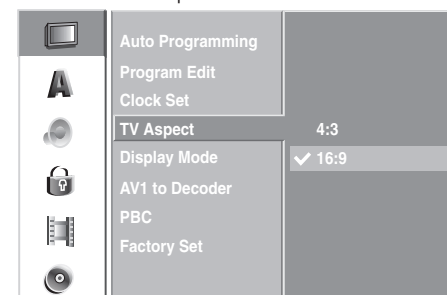 Auto Programming
Program Edit
Clock Set
TV Aspect
4:3
Display Mode
✔ 16:9
AV1 to Decoder
PBC
Factory Set